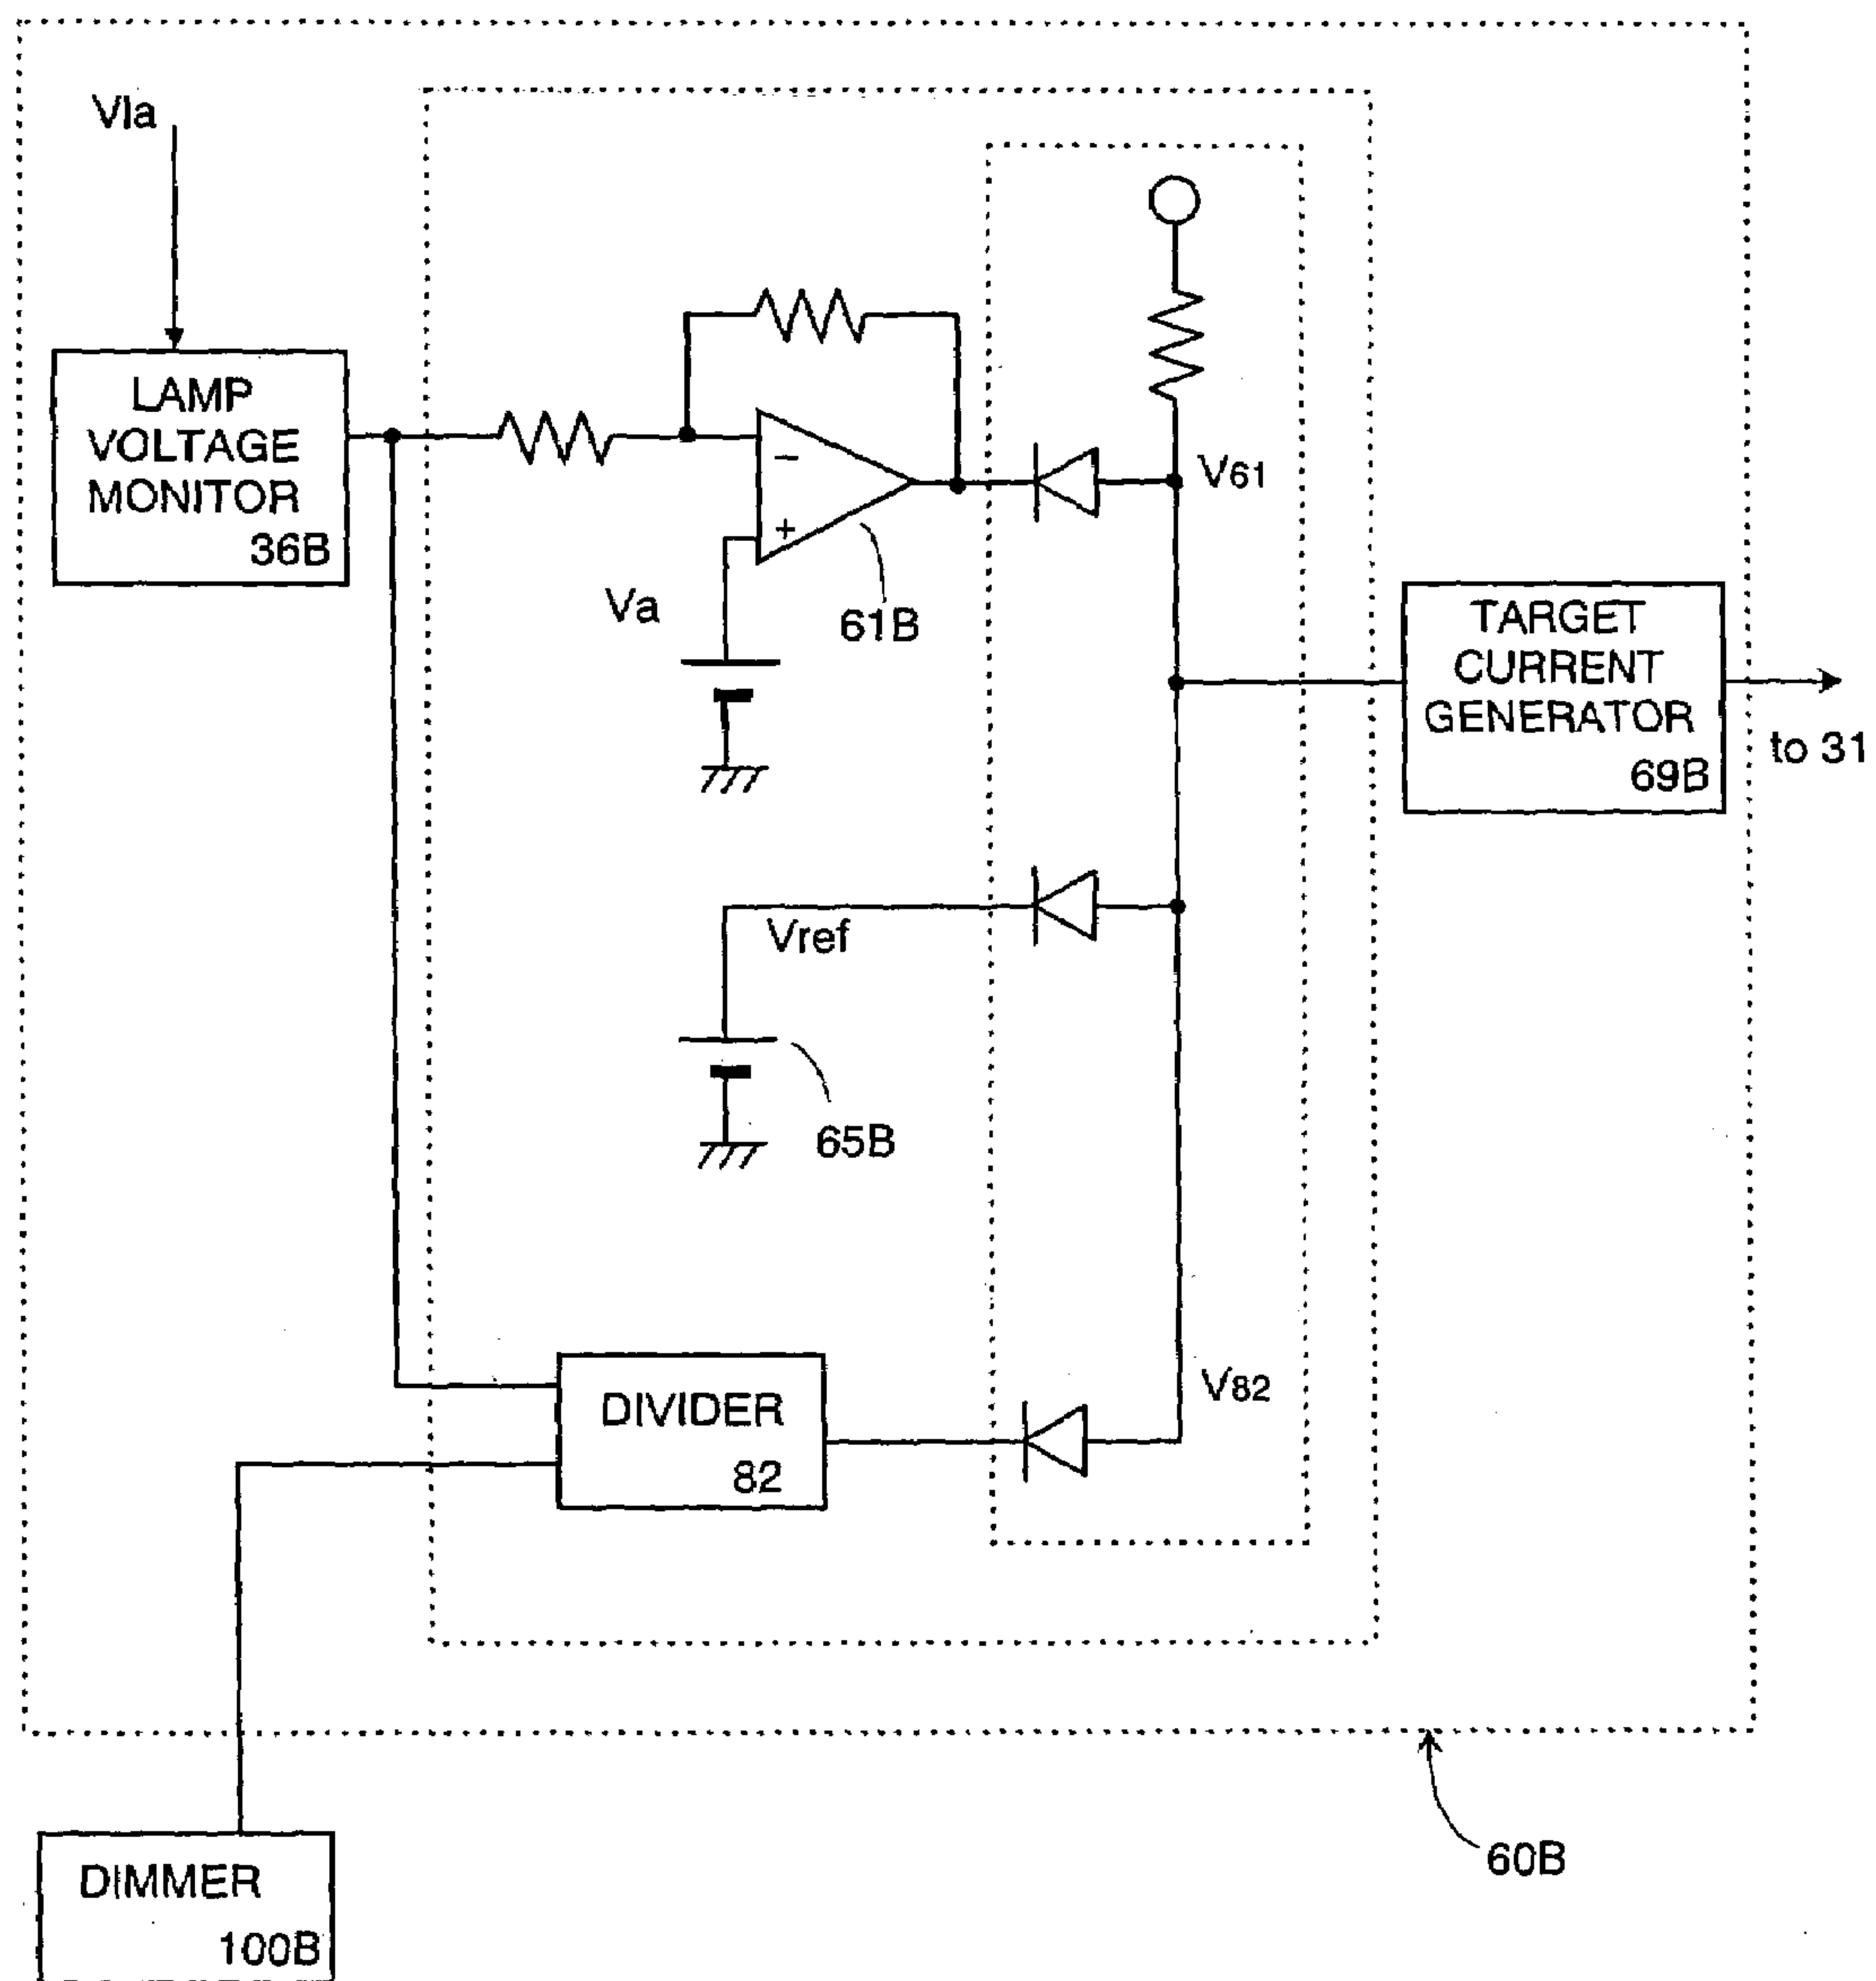 Vla
LAMP
VOLTAGE
MONITOR
36B
−
+
Va
61B
V61
TARGET
CURRENT
GENERATOR
69B
to 31
Vref
65B
DIVIDER
82
V82
60B
DIMMER
100B